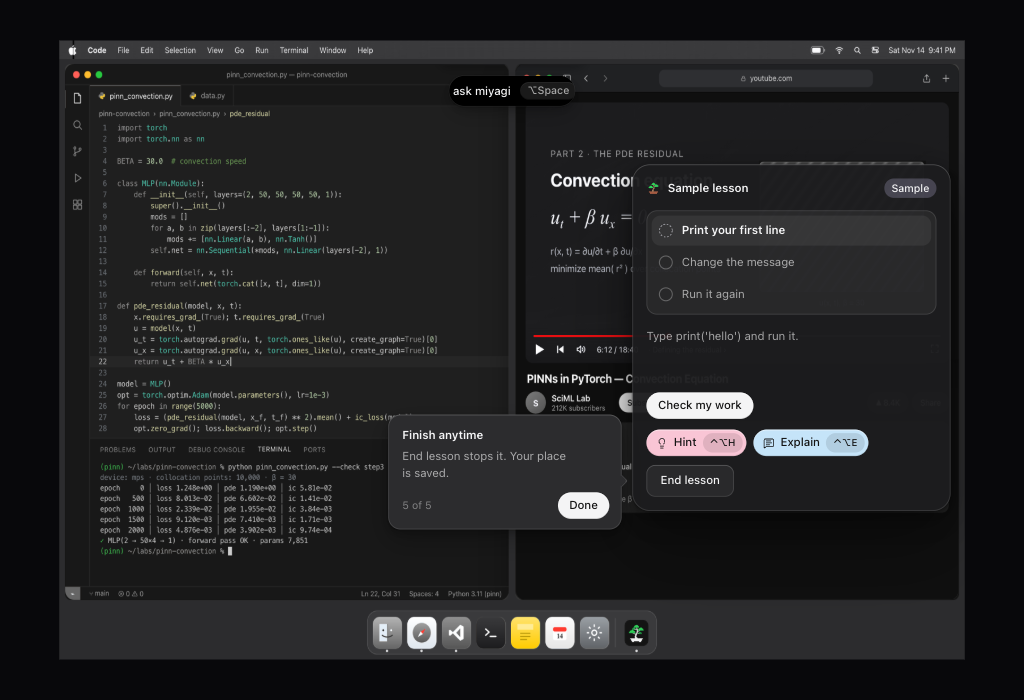 Code File Edit Selection View Go Run Terminal Window Help
Sat Nov 14 9:41 PM
pinn_convection.py — pinn-convection
pinn_convection.py data.py
pinn-convection › pinn_convection.py › pde_residual
1 import torch
2 import torch.nn as nn
3
4 BETA = 30.0 # convection speed
5
6 class MLP(nn.Module):
7 def __init__(self, layers=(2, 50, 50, 50, 50, 1)):
8 super().__init__()
9 mods = []
10 for a, b in zip(layers[:-2], layers[1:-1]):
11 mods += [nn.Linear(a, b), nn.Tanh()]
12 self.net = nn.Sequential(*mods, nn.Linear(layers[-2], 1))
13
14 def forward(self, x, t):
15 return self.net(torch.cat([x, t], dim=1))
16
17 def pde_residual(model, x, t):
18 x.requires_grad_(True); t.requires_grad_(True)
19 u = model(x, t)
20 u_t = torch.autograd.grad(u, t, torch.ones_like(u), create_graph=True)[0]
21 u_x = torch.autograd.grad(u, x, torch.ones_like(u), create_graph=True)[0]
22 return u_t + BETA * u_x
23
24 model = MLP()
25 opt = torch.optim.Adam(model.parameters(), lr=1e-3)
26 for epoch in range(5000):
27 loss = (pde_residual(model, x_f, t_f) ** 2).mean() + ic_loss(
28 opt.zero_grad(); loss.backward(); opt.step()
PROBLEMS OUTPUT DEBUG CONSOLE TERMINAL PORTS
(pinn) ~/labs/pinn-convection % python pinn_convection.py --check step3
device: mps · collocation points: 10,000 · β = 30
epoch 0 | loss 1.248e+00 | pde 1.190e+00 | ic 5.81e-02
epoch 500 | loss 8.013e-02 | pde 6.602e-02 | ic 1.41e-02
epoch 1000 | loss 2.339e-02 | pde 1.955e-02 | ic 3.84e-03
epoch 1500 | loss 9.120e-03 | pde 7.410e-03 | ic 1.71e-03
epoch 2000 | loss 4.876e-03 | pde 3.902e-03 | ic 9.74e-04
✓ MLP(2 → 50×4 → 1) · forward pass OK · params 7,851
(pinn) ~/labs/pinn-convection %
main 0 0 Ln 22, Col 31 Spaces: 4 Python 3.11 (pinn)
ask miyagi ⌥Space
youtube.com
PART 2 · THE PDE RESIDUAL
Convection equation
u_t + β u_x =
r(x, t) = ∂u/∂t + β ∂u/
minimize mean( r² )
6:12 / 18:4
PINNs in PyTorch — Convection Equation
S
SciML Lab
212K subscribers
Sample lesson
Sample
Print your first line
Change the message
Run it again
Type print('hello') and run it.
Check my work
Hint ^⌥H
Explain ^⌥E
End lesson
Finish anytime
End lesson stops it. Your place
is saved.
5 of 5
Done
14